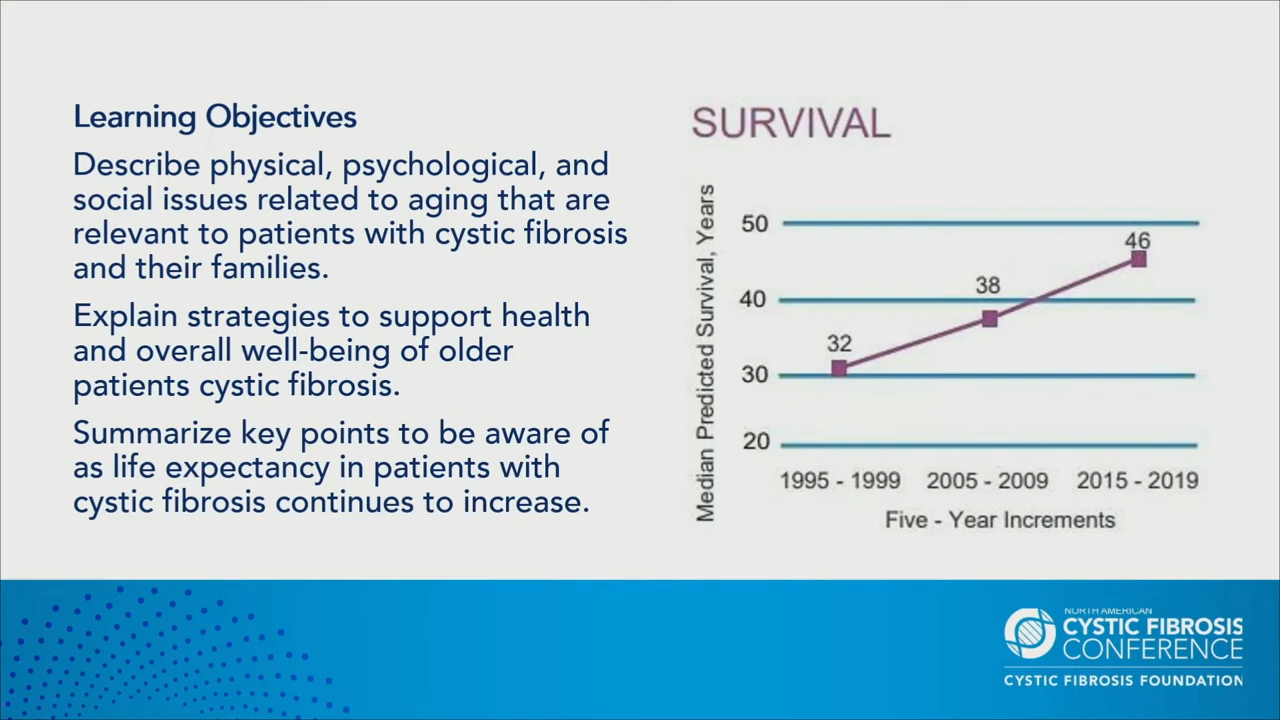 Learning Objectives
Describe physical, psychological, and
social issues related to aging that are
relevant to patients with cystic fibrosis
and their families.
Explain strategies to support health
and overall well-being of older
patients cystic fibrosis.
Summarize key points to be aware of
as life expectancy in patients with
cystic fibrosis continues to increase.
SURVIVAL
Median Predicted Survival, Years
50
40
30
20
32
38
46
1995 - 1999 2005 - 2009 2015 - 2019
Five - Year Increments
NORTH AMERICAN
CYSTIC FIBROSIS
CONFERENCE
CYSTIC FIBROSIS FOUNDATION